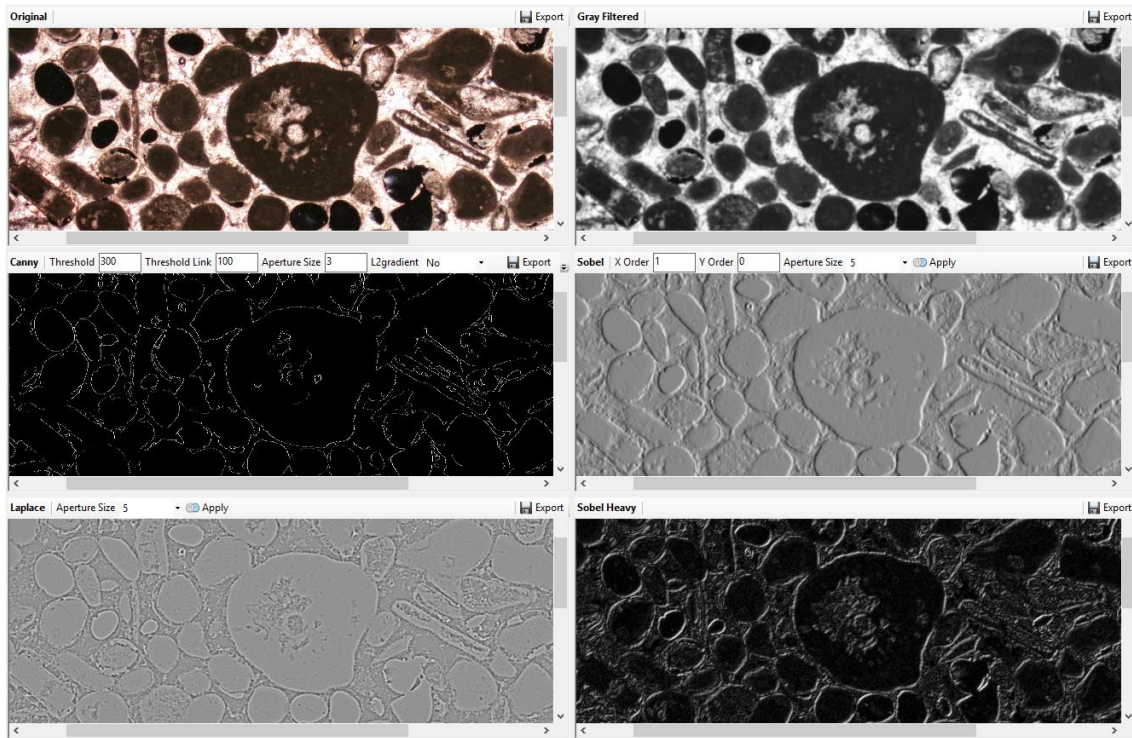 Original Export
Gray Filtered Export
Canny Threshold 300 Threshold Link 100 Aperture Size 3 L2gradient No Export
Sobel X Order 1 Y Order 0 Aperture Size 5 Apply Export
Laplace Aperture Size 5 Apply Export
Sobel Heavy Export